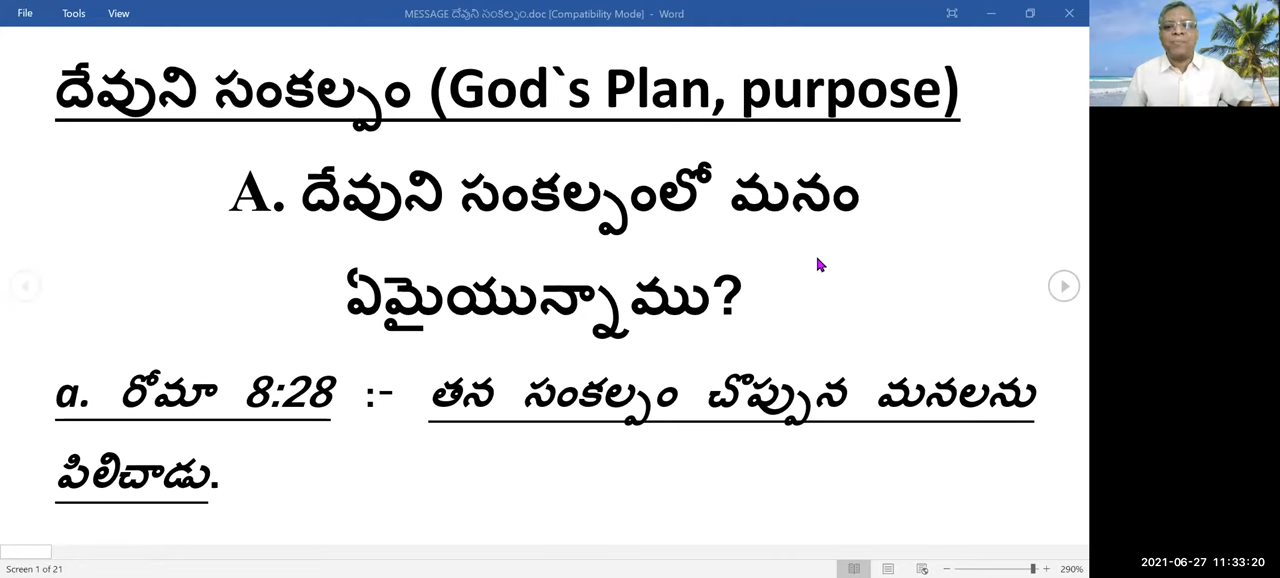 File Tools View MESSAGE దేవుని సంకల్పం.doc [Compatibility Mode] - Word
దేవుని సంకల్పం (God`s Plan, purpose)
A. దేవుని సంకల్పంలో మనం
ఏమైయున్నాము?
a. రోమా 8:28 :- తన సంకల్పం చొప్పున మనలను
పిలిచాడు.
Screen 1 of 21
290%
2021-06-27 11:33:20